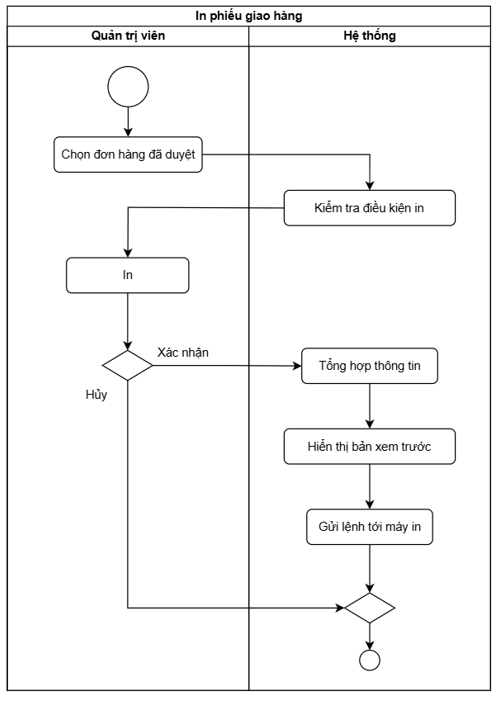 In phiếu giao hàng
Quản trị viên
Hệ thống
Chọn đơn hàng đã duyệt
Kiểm tra điều kiện in
In
Xác nhận
Tổng hợp thông tin
Hủy
Hiển thị bản xem trước
Gửi lệnh tới máy in